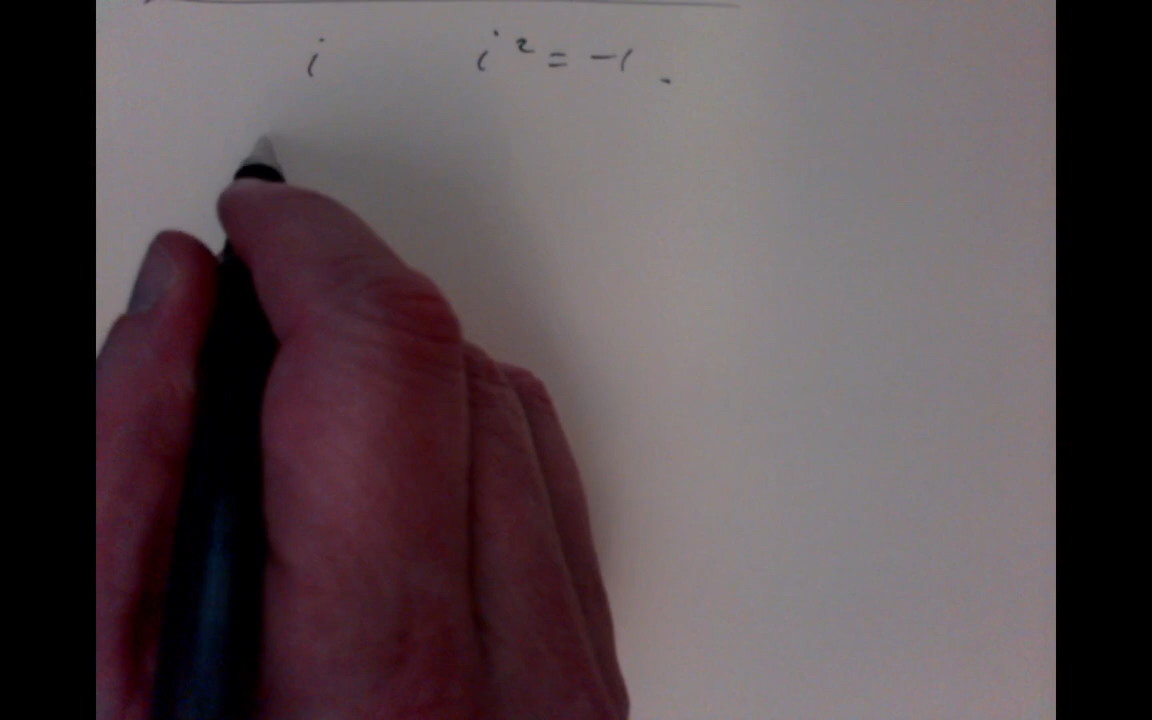 i i² = -1.